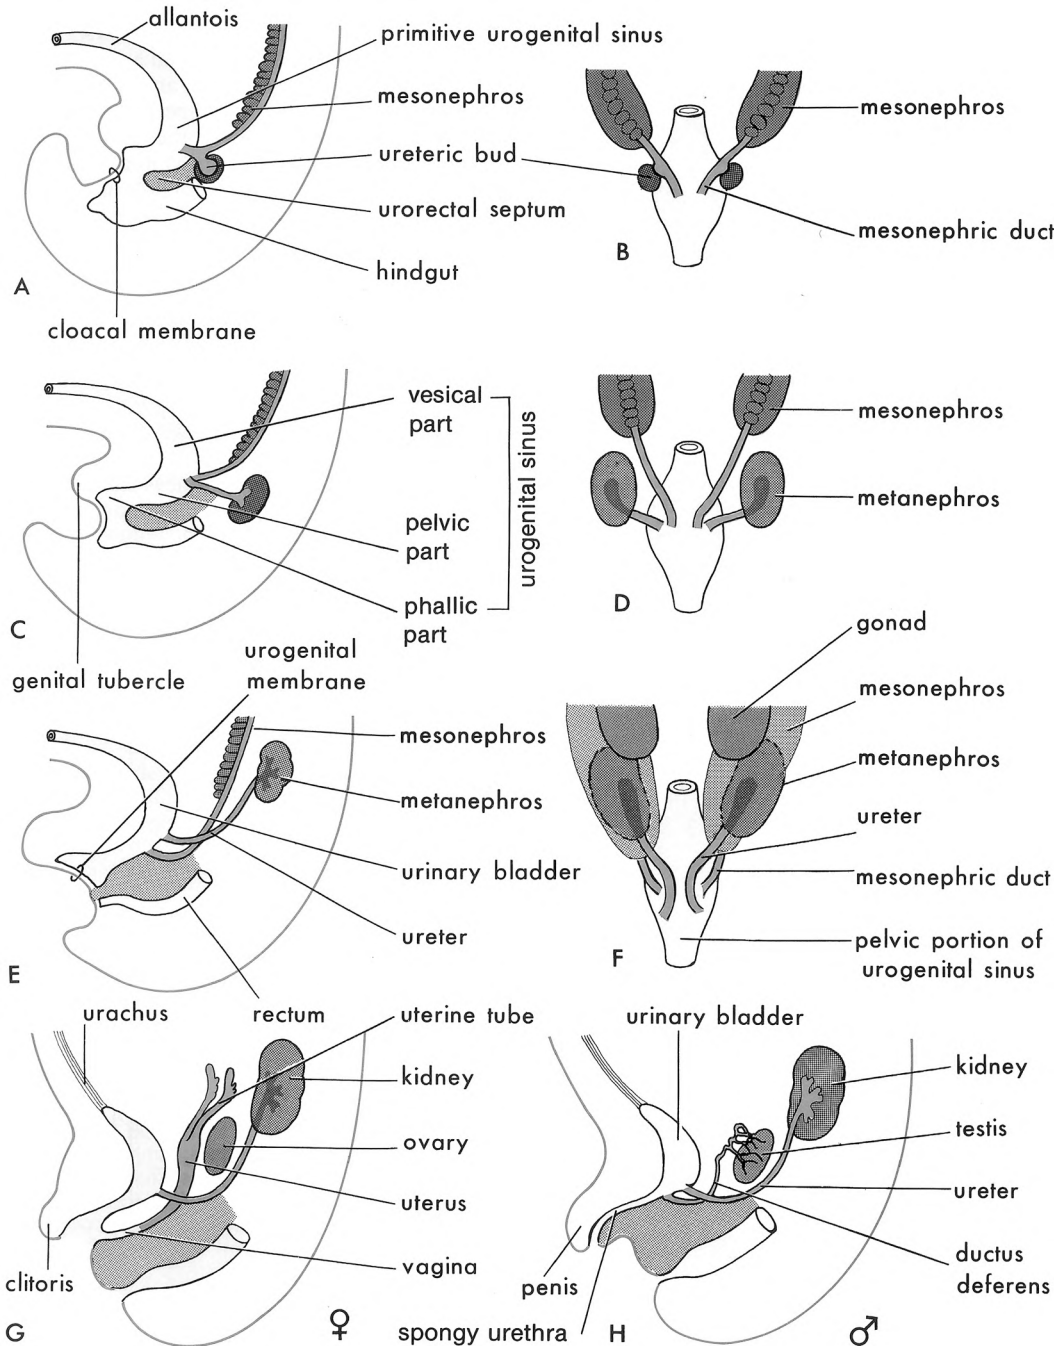 allantois
primitive urogenital sinus
mesonephros
ureteric bud
urorectal septum
hindgut
A
cloacal membrane
mesonephros
mesonephric duct
B
vesical
part
pelvic
part
phallic
part
urogenital sinus
C
genital tubercle
mesonephros
metanephros
D
urogenital
membrane
mesonephros
metanephros
urinary bladder
ureter
rectum
E
gonad
mesonephros
metanephros
ureter
mesonephric duct
pelvic portion of
urogenital sinus
F
urachus
uterine tube
kidney
ovary
uterus
vagina
clitoris
G
♀
urinary bladder
kidney
testis
ureter
ductus
deferens
penis
spongy urethra
H
♂